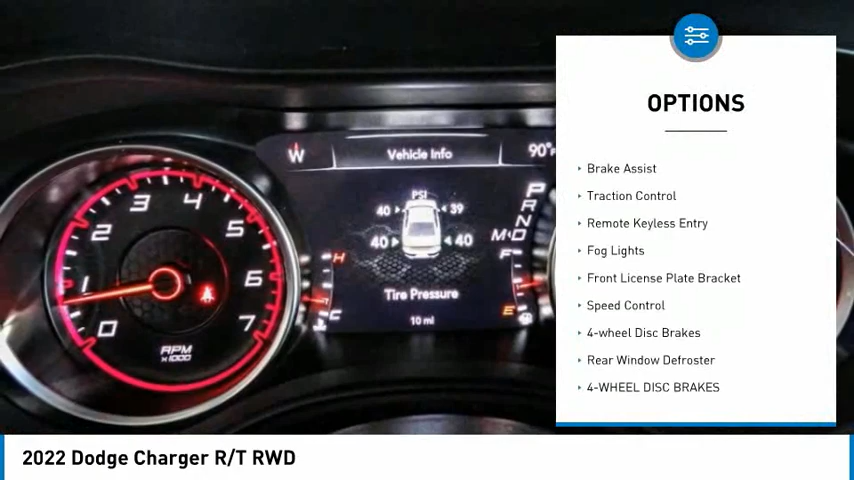 W
Vehicle Info
90°F
PSI
40
39
40
40
Tire Pressure
10 mi
H
C
P
R
N
M D
F
E
0
1
2
3
4
5
6
7
RPM
x1000
OPTIONS
Brake Assist
Traction Control
Remote Keyless Entry
Fog Lights
Front License Plate Bracket
Speed Control
4-wheel Disc Brakes
Rear Window Defroster
4-WHEEL DISC BRAKES
2022 Dodge Charger R/T RWD